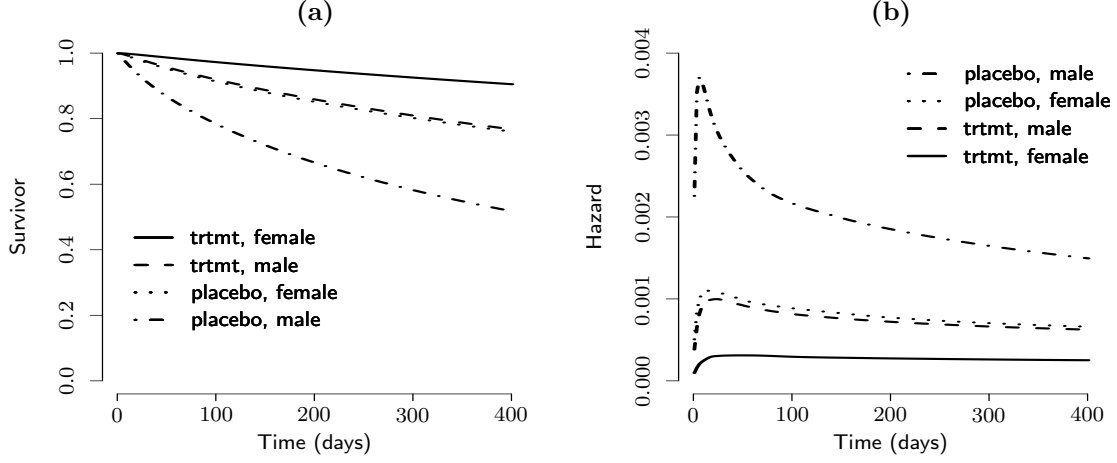 (a)
1.0
0.8
0.6
0.4
0.2
0.0
Survivor
trtmt, female
trtmt, male
placebo, female
placebo, male
0 100 200 300 400
Time (days)
(b)
0.004
0.003
0.002
0.001
0.000
Hazard
placebo, male
placebo, female
trtmt, male
trtmt, female
0 100 200 300 400
Time (days)